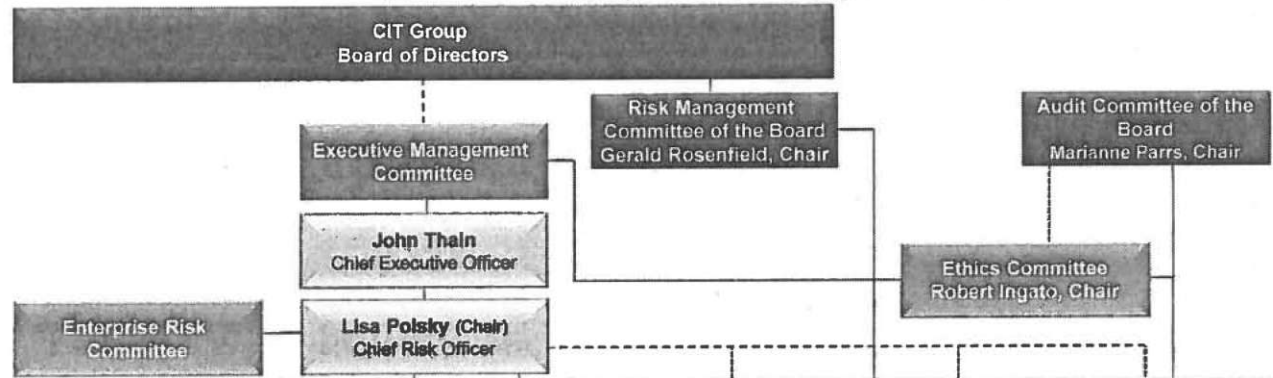 CIT Group
Board of Directors
Risk Management
Committee of the Board
Gerald Rosenfield, Chair
Audit Committee of the
Board
Marianne Parrs, Chair
Executive Management
Committee
John Thain
Chief Executive Officer
Ethics Committee
Robert Ingato, Chair
Enterprise Risk
Committee
Lisa Polsky (Chair)
Chief Risk Officer